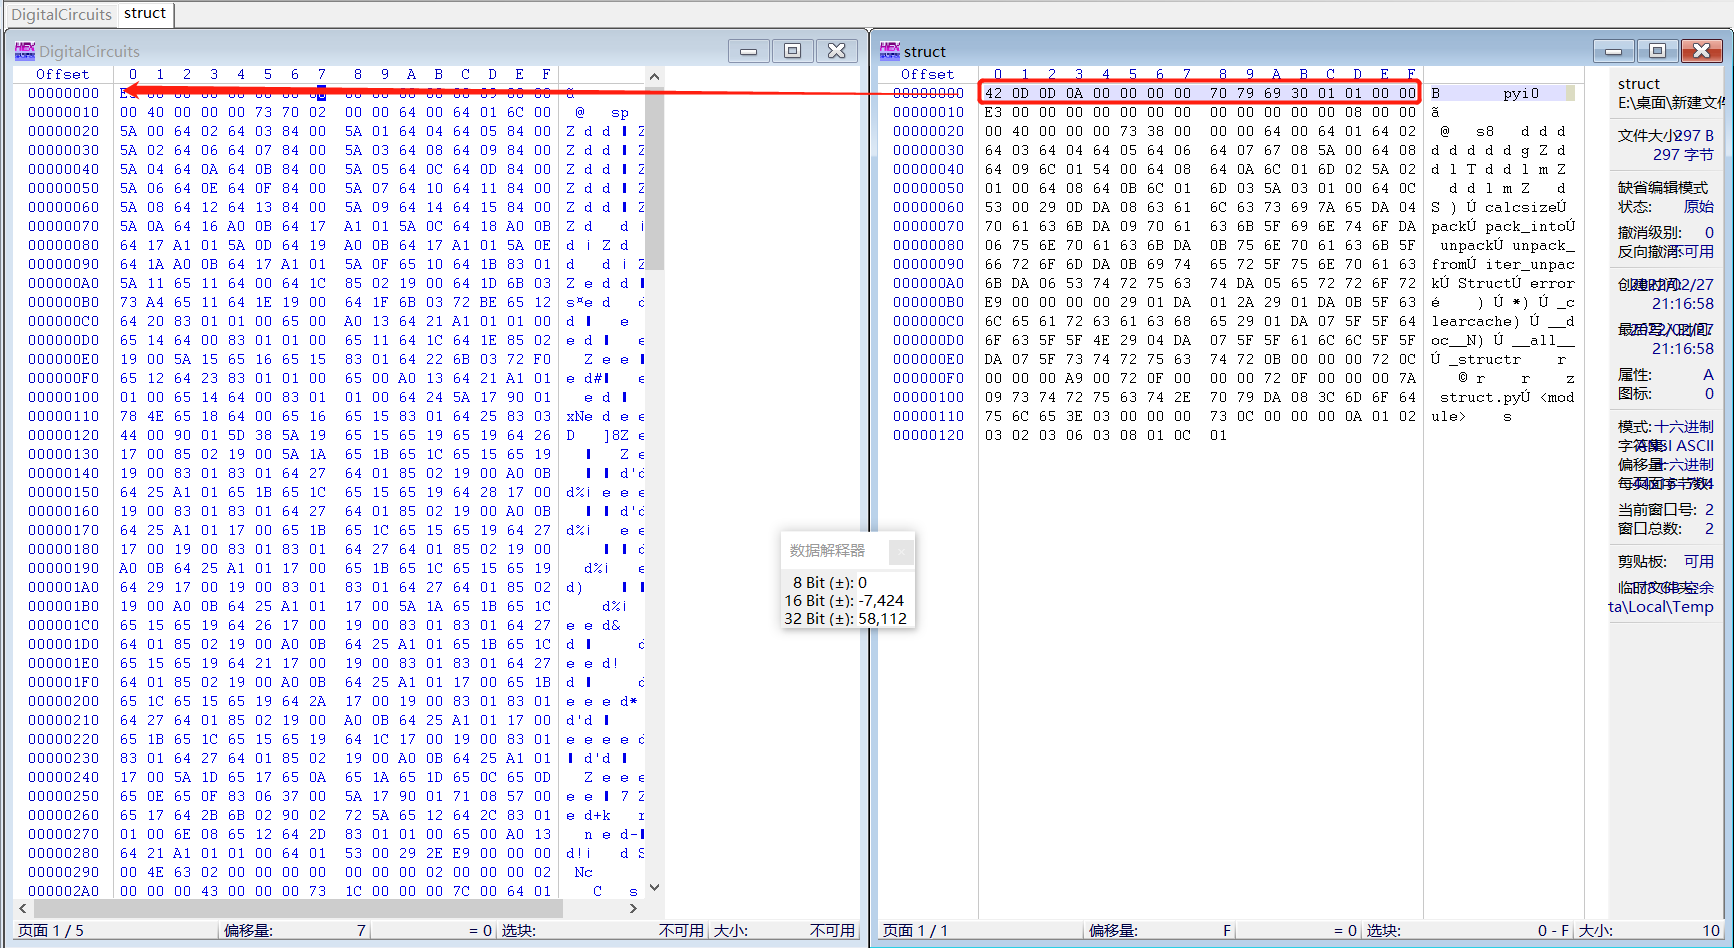 DigitalCircuits struct
DigitalCircuits
Offset 0 1 2 3 4 5 6 7 8 9 A B C D E F
00000000
00000010 00 40 00 00 00 73 70 02 00 00 64 00 64 01 6C 00 @ sp
00000020 5A 00 64 02 64 03 84 00 5A 01 64 04 64 05 84 00
00000030 5A 02 64 06 64 07 84 00 5A 03 64 08 64 09 84 00
00000040 5A 04 64 0A 64 0B 84 00 5A 05 64 0C 64 0D 84 00
00000050 5A 06 64 0E 64 0F 84 00 5A 07 64 10 64 11 84 00
00000060 5A 08 64 12 64 13 84 00 5A 09 64 14 64 15 84 00
00000070 5A 0A 64 16 A0 0B 64 17 A1 01 5A 0C 64 18 A0 0B
00000080 64 17 A1 01 5A 0D 64 19 A0 0B 64 17 A1 01 5A 0E
00000090 64 1A A0 0B 64 17 A1 01 5A 0F 65 10 64 1B 83 01
000000A0 5A 11 65 11 64 00 64 1C 85 02 19 00 64 1D 6B 03
000000B0 73 A4 65 11 64 1E 19 00 64 1F 6B 03 72 BE 65 12
000000C0 64 20 83 01 01 00 65 00 A0 13 64 21 A1 01 01 00
000000D0 65 14 64 00 83 01 01 00 65 11 64 1C 64 1E 85 02
000000E0 19 00 5A 15 65 16 65 15 83 01 64 22 6B 03 72 F0
000000F0 65 12 64 23 83 01 01 00 65 00 A0 13 64 21 A1 01
00000100 01 00 65 14 64 00 83 01 01 00 64 24 5A 17 90 01
00000110 78 4E 65 18 64 00 65 16 65 15 83 01 64 25 83 03
00000120 44 00 90 01 5D 38 5A 19 65 15 65 19 65 19 64 26
00000130 17 00 85 02 19 00 5A 1A 65 1B 65 1C 65 15 65 19
00000140 19 00 83 01 83 01 64 27 64 01 85 02 19 00 A0 0B
00000150 64 25 A1 01 65 1B 65 1C 65 15 65 19 64 28 17 00
00000160 19 00 83 01 83 01 64 27 64 01 85 02 19 00 A0 0B
00000170 64 25 A1 01 17 00 65 1B 65 1C 65 15 65 19 64 27
00000180 17 00 19 00 83 01 83 01 64 27 64 01 85 02 19 00
00000190 A0 0B 64 25 A1 01 17 00 65 1B 65 1C 65 15 65 19
000001A0 64 29 17 00 19 00 83 01 83 01 64 27 64 01 85 02
000001B0 19 00 A0 0B 64 25 A1 01 17 00 5A 1A 65 1B 65 1C
000001C0 65 15 65 19 64 26 17 00 19 00 83 01 83 01 64 27
000001D0 64 01 85 02 19 00 A0 0B 64 25 A1 01 65 1B 65 1C
000001E0 65 15 65 19 64 21 17 00 19 00 83 01 83 01 64 27
000001F0 64 01 85 02 19 00 A0 0B 64 25 A1 01 17 00 65 1B
00000200 65 1C 65 15 65 19 64 2A 17 00 19 00 83 01 83 01
00000210 64 27 64 01 85 02 19 00 A0 0B 64 25 A1 01 17 00
00000220 65 1B 65 1C 65 15 65 19 64 1C 17 00 19 00 83 01
00000230 83 01 64 27 64 01 85 02 19 00 A0 0B 64 25 A1 01
00000240 17 00 5A 1D 65 17 65 0A 65 1A 65 1D 65 0C 65 0D
00000250 65 0E 65 0F 83 06 37 00 5A 17 90 01 71 08 57 00
00000260 65 17 64 2B 6B 02 90 02 72 5A 65 12 64 2C 83 01
00000270 01 00 6E 08 65 12 64 2D 83 01 01 00 65 00 A0 13
00000280 64 21 A1 01 01 00 64 01 53 00 29 2E E9 00 00 00
00000290 00 4E 63 02 00 00 00 00 00 00 00 02 00 00 00 02
000002A0 00 00 00 43 00 00 00 73 1C 00 00 00 7C 00 64 01
页面 1 / 5 偏移量: 7 = 0 选块: 不可用 大小: 不可用
struct
Offset 0 1 2 3 4 5 6 7 8 9 A B C D E F
00000000 42 0D 0D 0A 00 00 00 00 70 79 69 30 01 01 00 00 B pyi0
00000010 E3 00 00 00 00 00 00 00 00 00 00 00 00 08 00 00 00 ã
00000020 00 40 00 00 00 73 38 00 00 00 64 00 64 01 64 02 @ s8 d d d
00000030 64 03 64 04 64 05 64 06 64 07 67 08 5A 00 64 08 d d d d d g Z d
00000040 64 09 6C 01 54 00 64 08 64 0A 6C 01 6D 02 5A 02 d l T d d l m Z
00000050 01 00 64 08 64 0B 6C 01 6D 03 5A 03 01 00 64 0C d d l m Z d
00000060 53 00 29 0D DA 08 63 61 6C 63 73 69 7A 65 DA 04 S ) Ú calcsizeÚ
00000070 70 61 63 6B DA 09 70 61 63 6B 5F 69 6E 74 6F DA packÚ pack_intoÚ
00000080 06 75 6E 70 61 63 6B DA 0B 75 6E 70 61 63 6B 5F unpackÚ unpack_
00000090 66 72 6F 6D DA 0B 69 74 65 72 5F 75 6E 70 61 63 fromÚ iter_unpac
000000A0 6B DA 06 53 74 72 75 63 74 DA 05 65 72 72 6F 72 kÚ StructÚ error
000000B0 E9 00 00 00 00 29 01 DA 01 2A 29 01 DA 0B 5F 63 é ) Ú *) Ú _c
000000C0 6C 65 61 72 63 61 63 68 65 29 01 DA 07 5F 5F 64 learcache) Ú __d
000000D0 6F 63 5F 5F 4E 29 04 DA 07 5F 5F 61 6C 6C 5F 5F oc__N) Ú __all__
000000E0 DA 07 5F 73 74 72 75 63 74 72 0B 00 00 00 72 0C Ú _structr r
000000F0 00 00 00 A9 00 72 0F 00 00 00 72 0F 00 00 00 7A © r r z
00000100 09 73 74 72 75 63 74 2E 70 79 DA 08 3C 6D 6F 64 struct.pyÚ <mod
00000110 75 6C 65 3E 03 00 00 00 73 0C 00 00 00 0A 01 02 ule> s
00000120 03 02 03 06 03 08 01 0C 01
数据解释器
8 Bit (±): 0
16 Bit (±): -7,424
32 Bit (±): 58,112
struct
E:\桌面\新建文件
文件大小: 297 B
297 字节
缺省编辑模式
状态: 原始
撤消级别: 0
反向撤消: 不可用
创建时间: 2022/02/27
21:16:58
21:16:58
属性: A
图标: 0
模式: 十六进制
字符集: ANSI ASCII
偏移量: 十六进制
当前窗口号: 2
窗口总数: 2
剪贴板: 可用
ta\Local\Temp
页面 1 / 1 偏移量: F = 0 选块: 0 - F 大小: 10